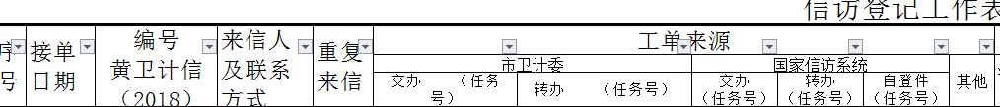 信访登记工作表
序号
接单日期
编号
黄卫计信
（2018）
来信人
及联系
方式
重复
来信
工单来源
市卫计委
国家信访系统
交办 （任务号）
转办 （任务号）
交办
（任务号）
转办
（任务号）
自登件
（任务号）
其他